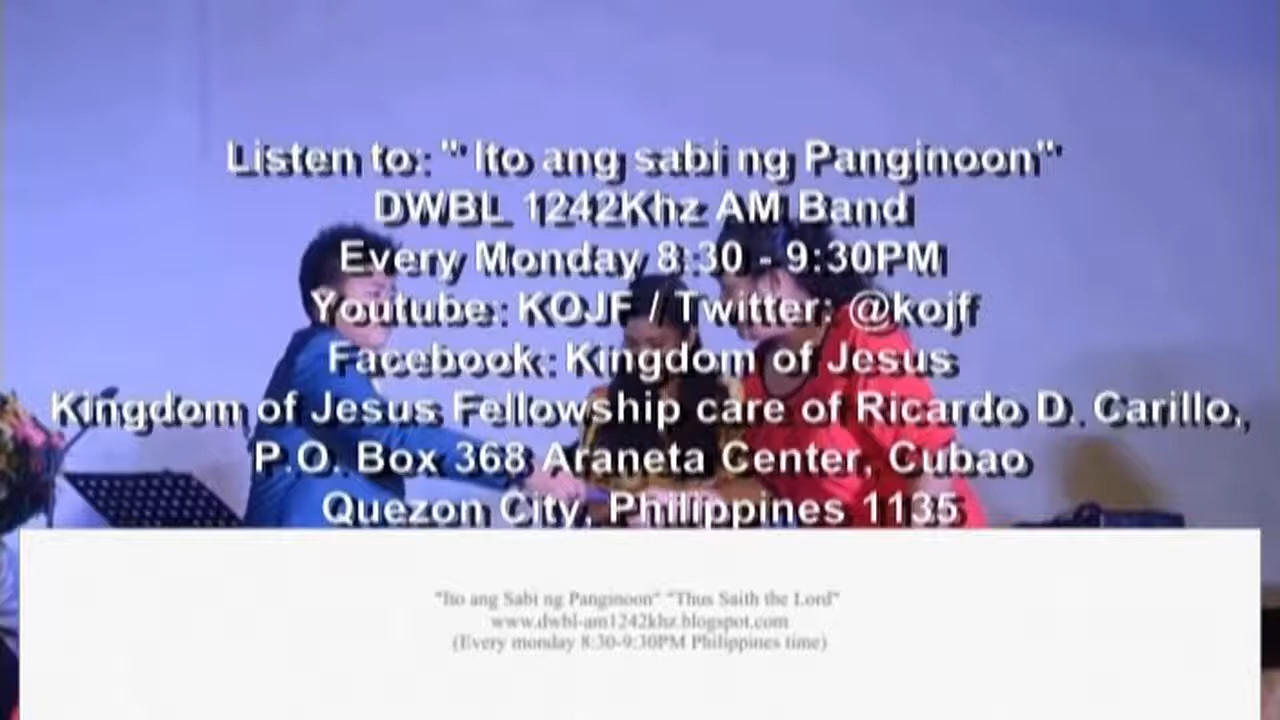 Listen to: "'Ito ang sabi ng Panginoon"'
DWBL 1242Khz AM Band
Every Monday 8:30 - 9:30PM
Youtube: KOJF / Twitter: @kojf
Facebook: Kingdom of Jesus
Kingdom of Jesus Fellowship care of Ricardo D. Carillo,
P.O. Box 368 Araneta Center, Cubao
Quezon City, Philippines 1135
"Ito ang Sabi ng Panginoon" "Thus Saith the Lord"
www.dwbl-am1242khz.blogspot.com
(Every monday 8:30-9:30PM Philippines time)